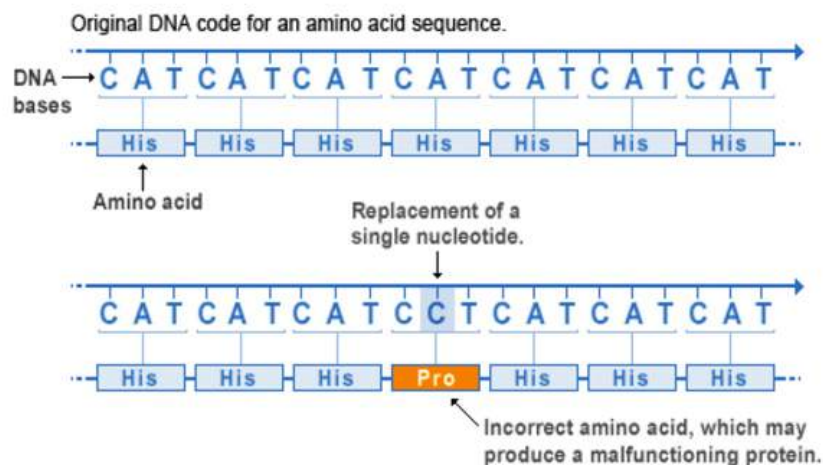 Original DNA code for an amino acid sequence.
DNA bases
C A T C A T C A T C A T C A T C A T C A T
His His His His His His His
Amino acid
Replacement of a
single nucleotide.
C A T C A T C A T C C T C A T C A T C A T
His His His Pro His His His
Incorrect amino acid, which may
produce a malfunctioning protein.